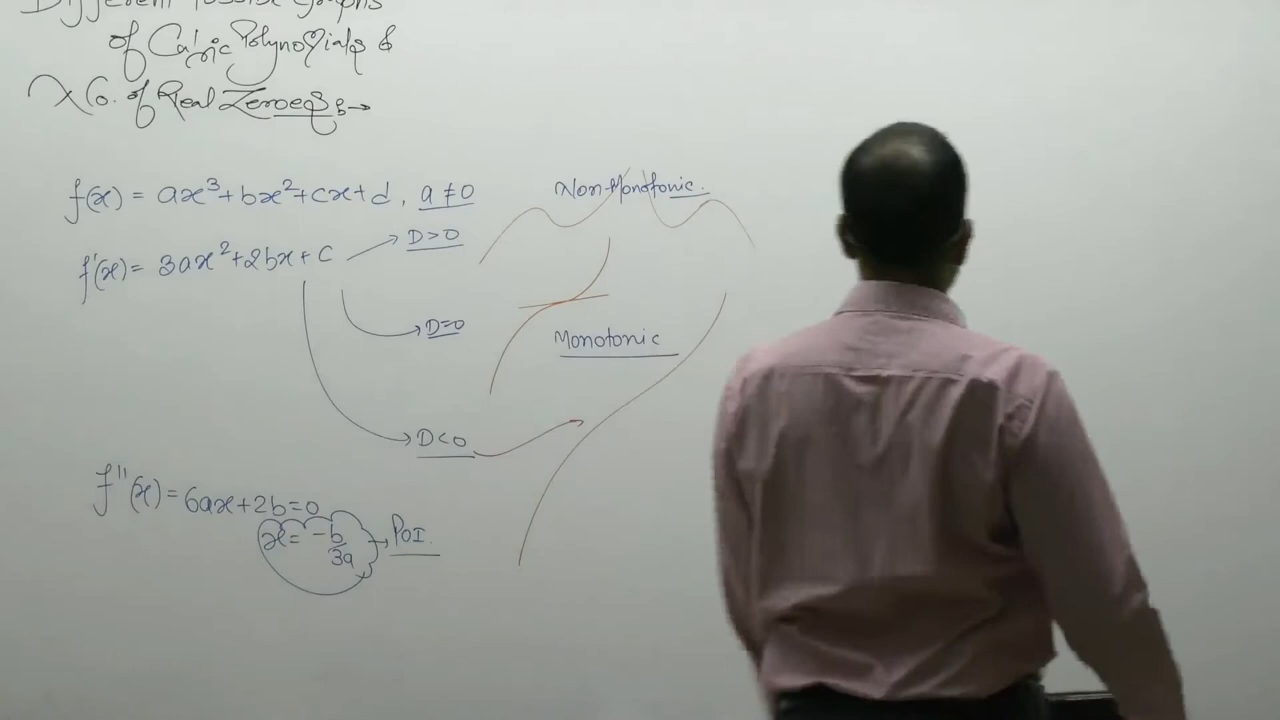 Different Possible Graphs
of Cubic Polynomials &
No. of Real Zeroes :→
f(x) = ax³+bx²+cx+d, a≠0
Non-Monotonic.
D>0
f'(x) = 3ax²+2bx+c
D=0
Monotonic
D<0
f''(x)=6ax+2b=0
x= -b/3a → POI.